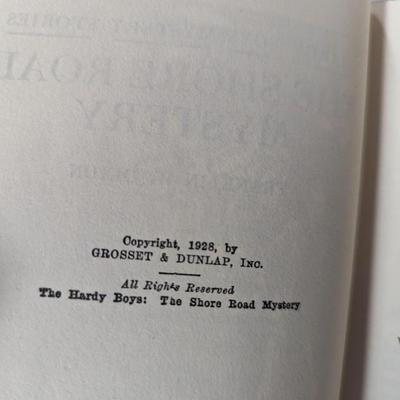 Copyright, 1928, by
GROSSET & DUNLAP, INC.
All Rights Reserved
The Hardy Boys: The Shore Road Mystery